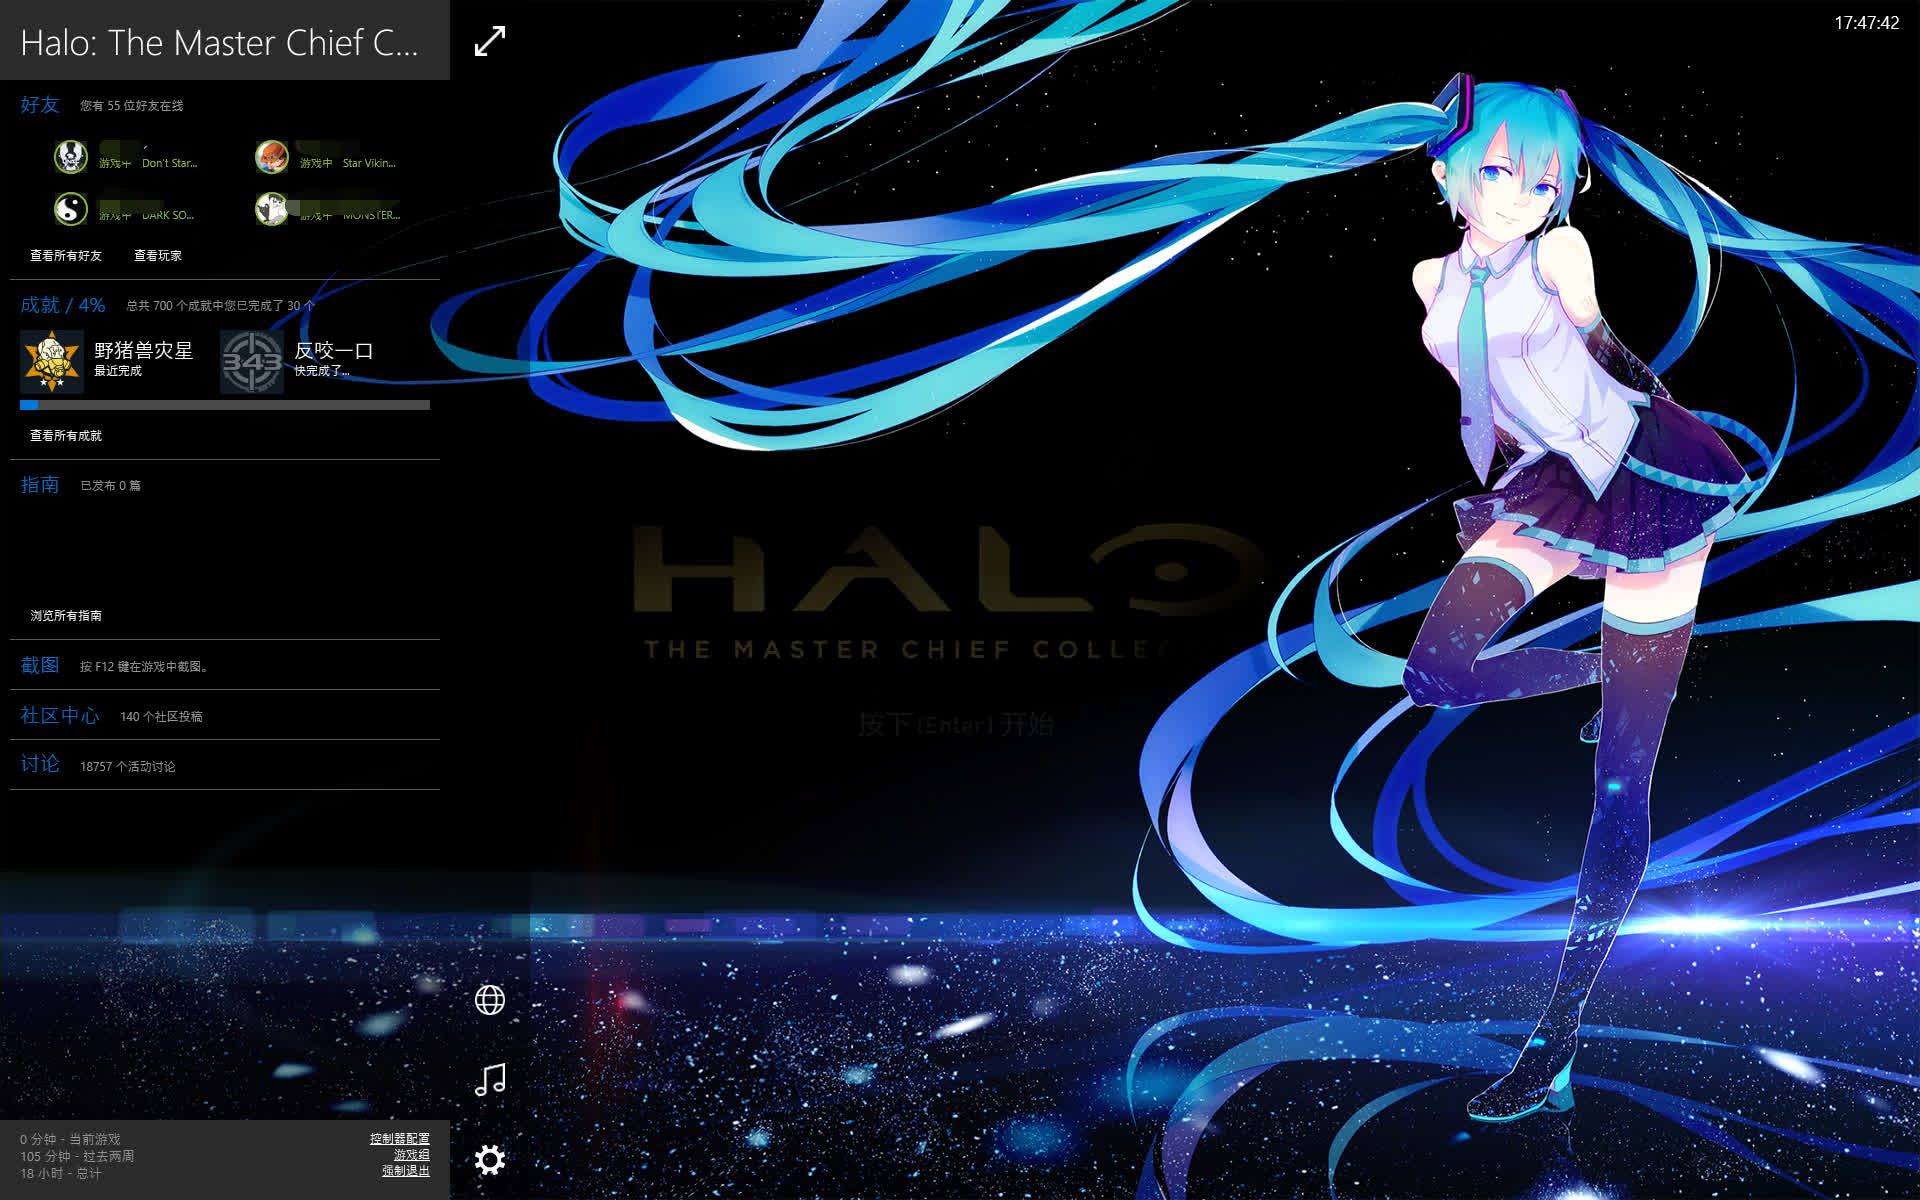 Halo: The Master Chief C...
17:47:42
好友 您有 55 位好友在线
游戏中 Don't Star...
游戏中 Star Vikin...
游戏中 DARK SO...
游戏中 MONSTER...
查看所有好友 查看玩家
成就 / 4% 总共 700 个成就中您已完成了 30 个
野猪兽灾星
最近完成
343
反咬一口
快完成了...
查看所有成就
指南 已发布 0 篇
浏览所有指南
截图 按 F12 键在游戏中截图。
社区中心 140 个社区投稿
讨论 18757 个活动讨论
HALO
THE MASTER CHIEF COLLEC
按下 [Enter] 开始
0 分钟 - 当前游戏
105 分钟 - 过去两周
18 小时 - 总计
控制器配置
游戏组
强制退出